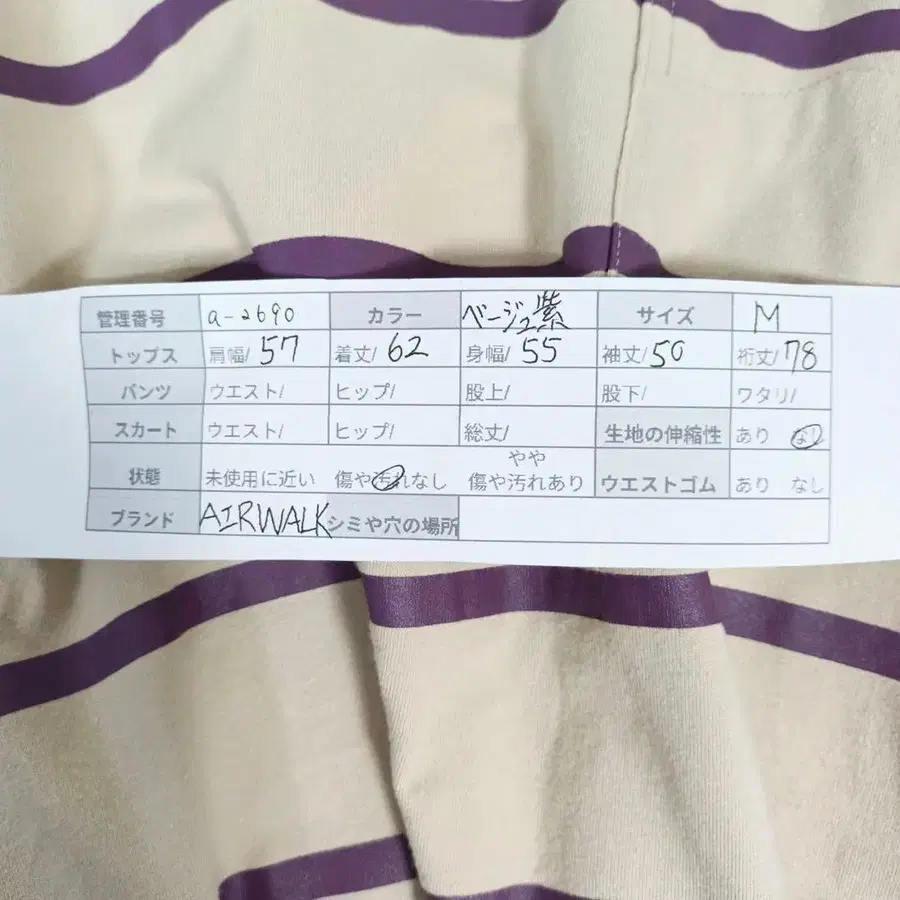 管理番号 a-2690 カラー ベージュ紫 サイズ M
トップス 肩幅/ 57 着丈/ 62 身幅/ 55 袖丈/ 50 裄丈/ 78
パンツ ウエスト/ ヒップ/ 股上/ 股下/ ワタリ/
スカート ウエスト/ ヒップ/ 総丈/ 生地の伸縮性 あり なし
状態 未使用に近い 傷や汚れなし やや傷や汚れあり ウエストゴム あり なし
ブランド AIRWALK シミや穴の場所